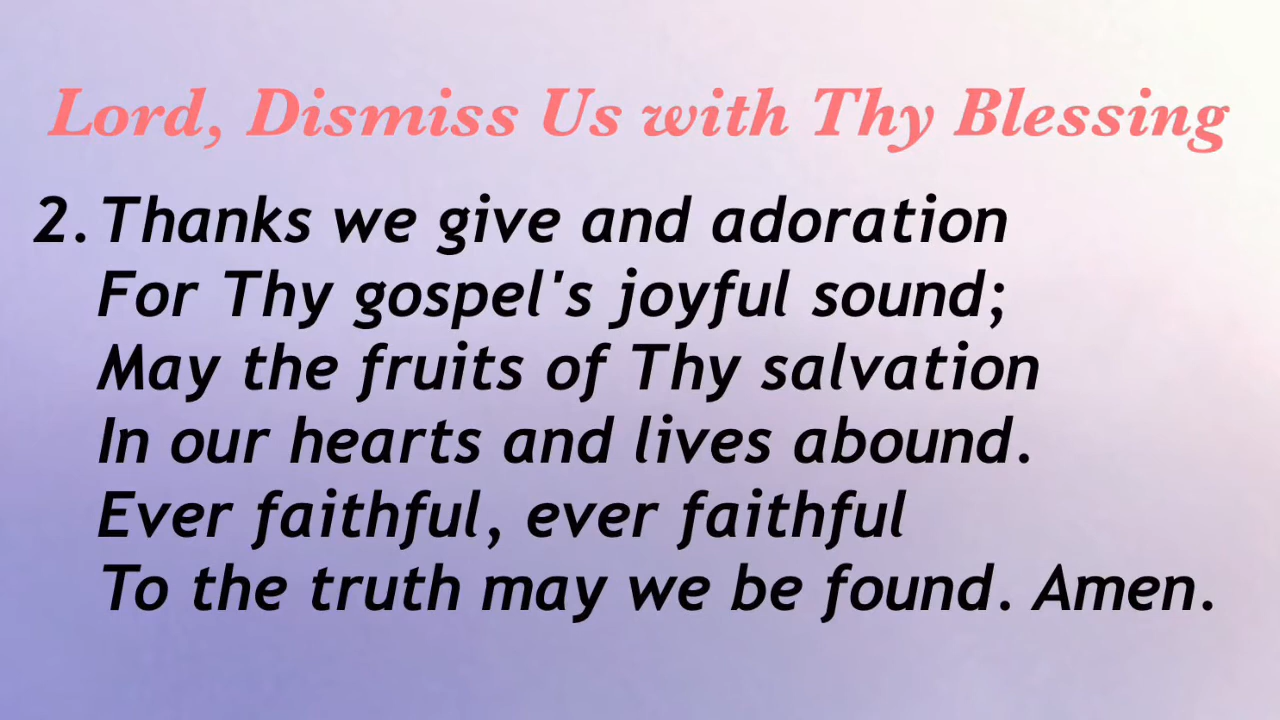 Lord, Dismiss Us with Thy Blessing
2. Thanks we give and adoration
For Thy gospel's joyful sound;
May the fruits of Thy salvation
In our hearts and lives abound.
Ever faithful, ever faithful
To the truth may we be found. Amen.